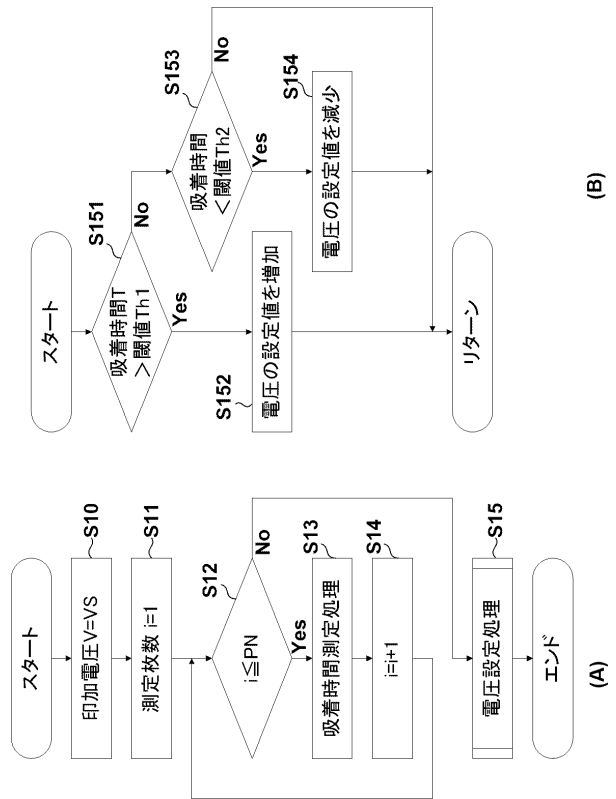 スタート
S10
印加電圧V=VS
S11
測定枚数 i=1
S12
i≦PN
No
Yes
S13
吸着時間測定処理
S14
i=i+1
S15
電圧設定処理
エンド
(A)
スタート
S151
吸着時間T
＞閾値Th1
No
Yes
S152
電圧の設定値を増加
S153
吸着時間
＜閾値Th2
No
Yes
S154
電圧の設定値を減少
リターン
(B)